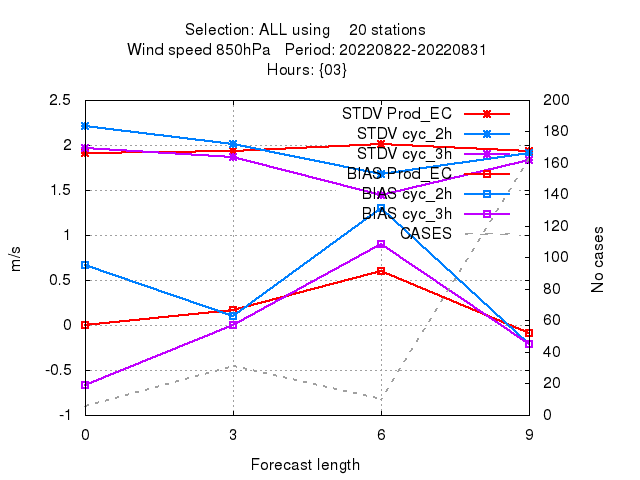 Selection: ALL using 20 stations
Wind speed 850hPa Period: 20220822-20220831
Hours: {03}
2.5
2
1.5
1
0.5
0
-0.5
-1
m/s
200
180
160
140
120
100
80
60
40
20
0
No cases
STDV Prod_EC
STDV cyc_2h
STDV cyc_3h
BIAS Prod_EC
BIAS cyc_2h
BIAS cyc_3h
CASES
0 3 6 9
Forecast length